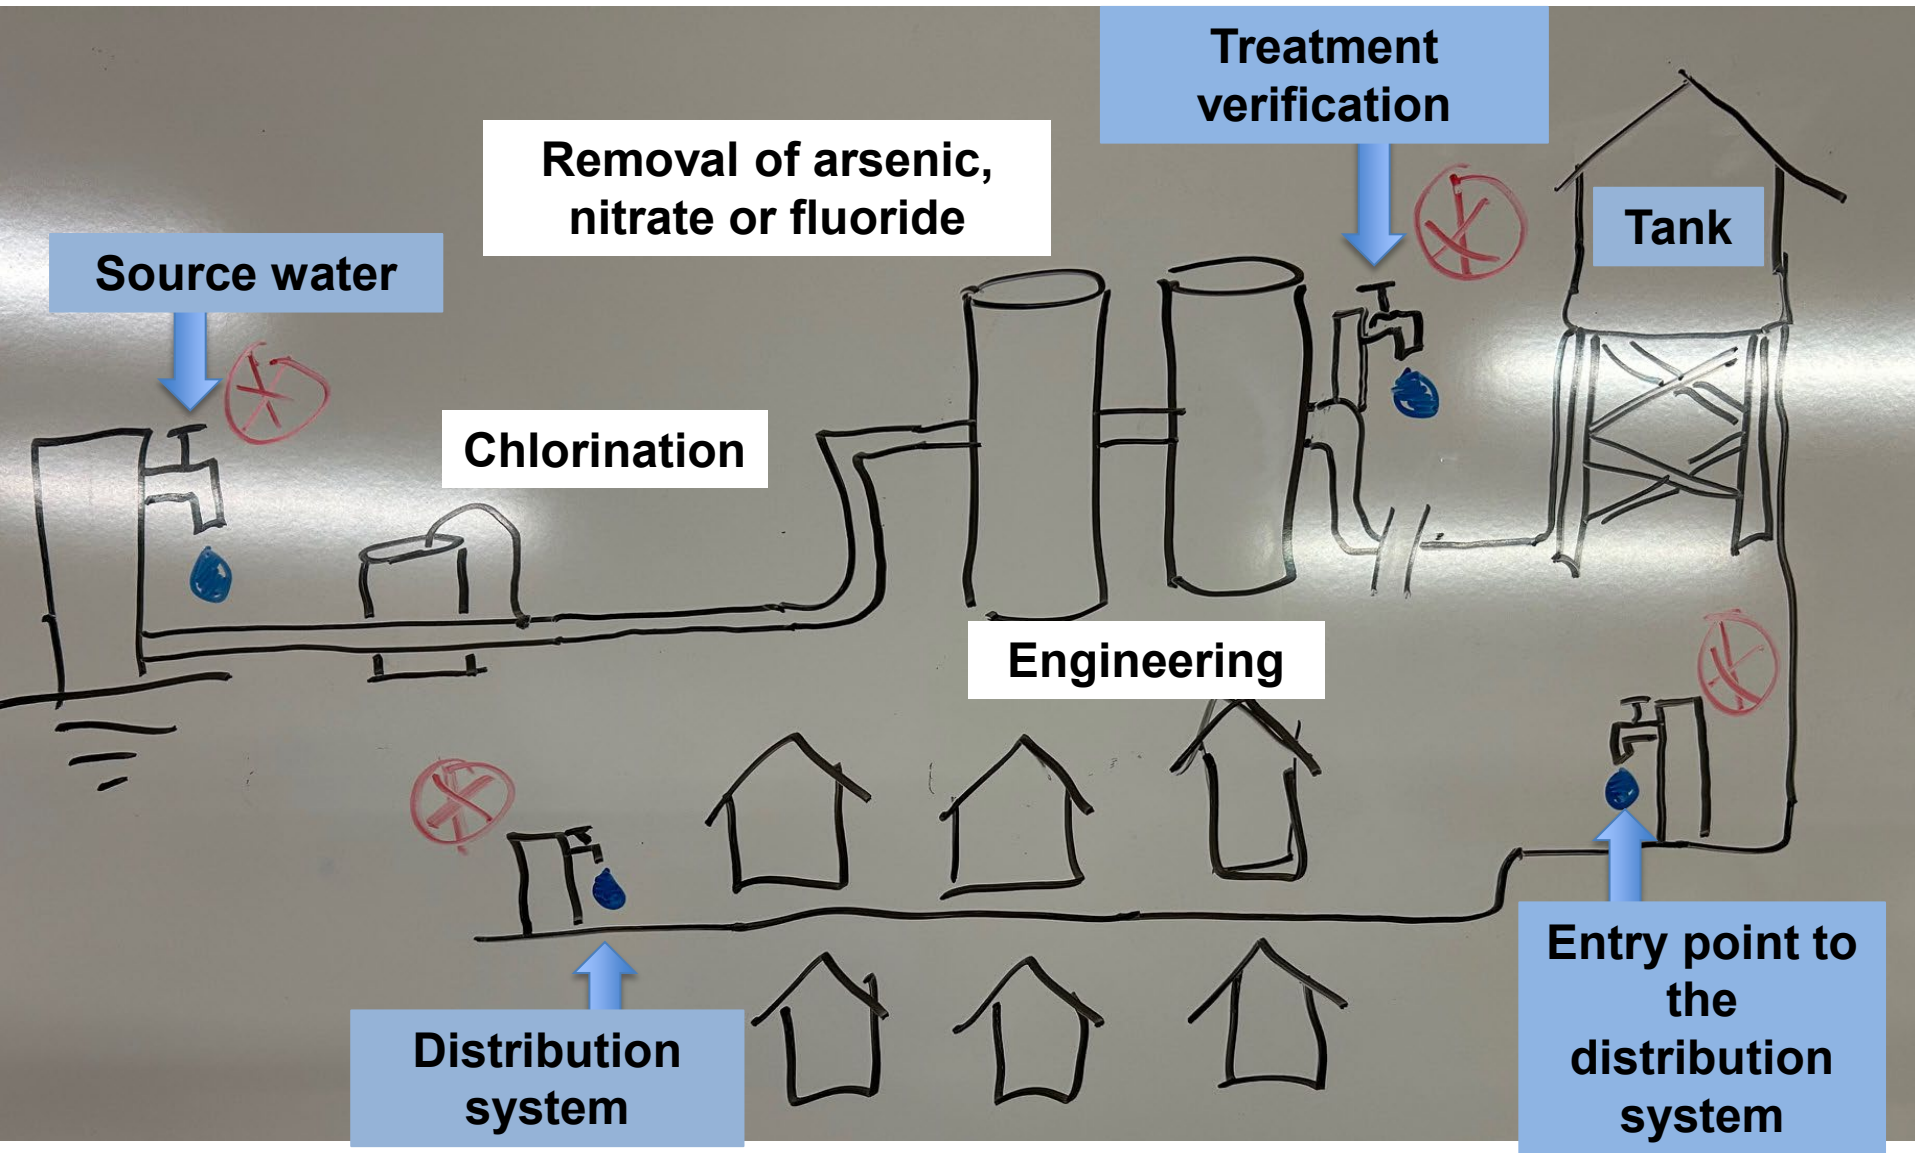 Treatment
verification
Removal of arsenic,
nitrate or fluoride
Tank
Source water
Chlorination
Engineering
Entry point to
the
distribution
system
Distribution
system